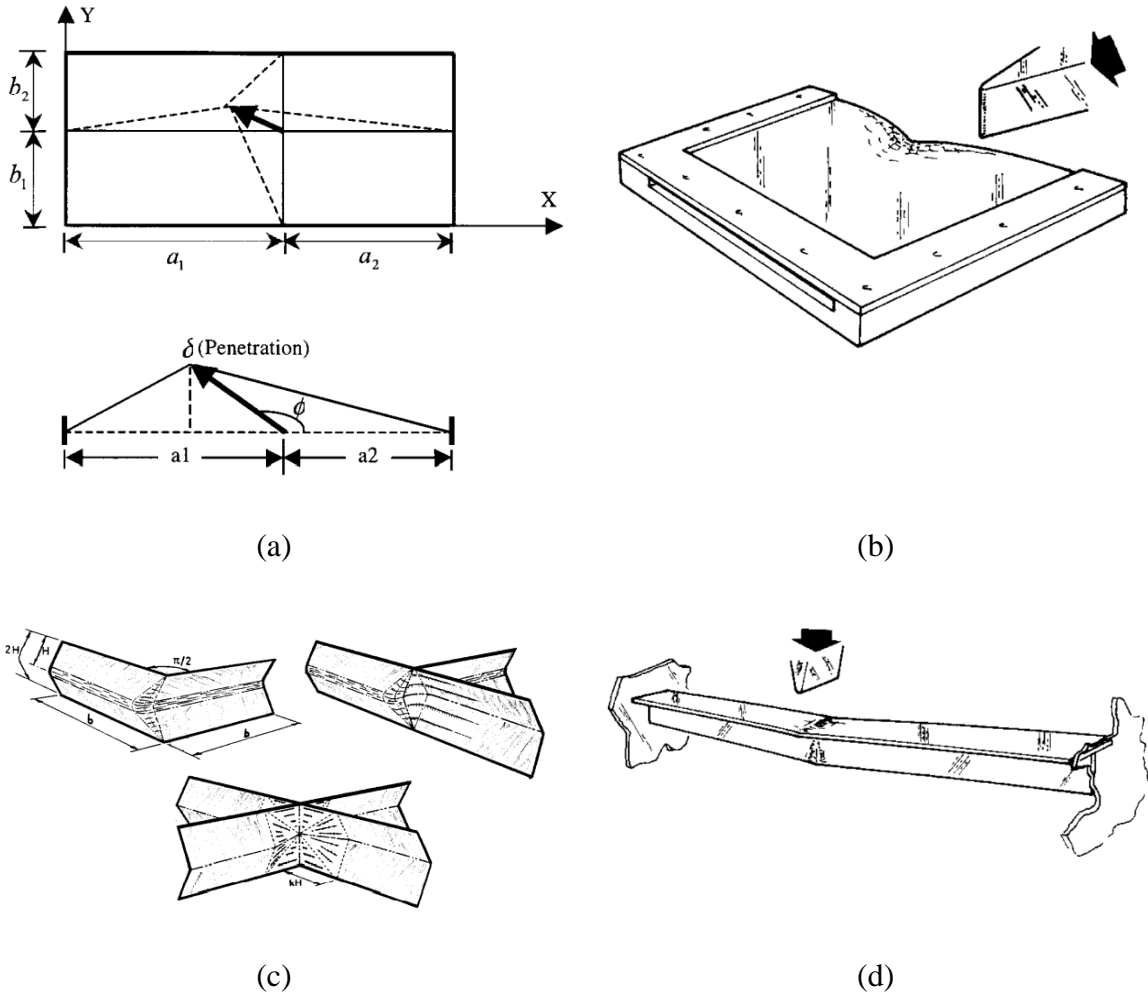 Y
b₂
b₁
X
a₁
a₂
δ (Penetration)
ϕ
a1
a2
(a)
(b)
2H
H
π/2
b
b
kH
(c)
(d)